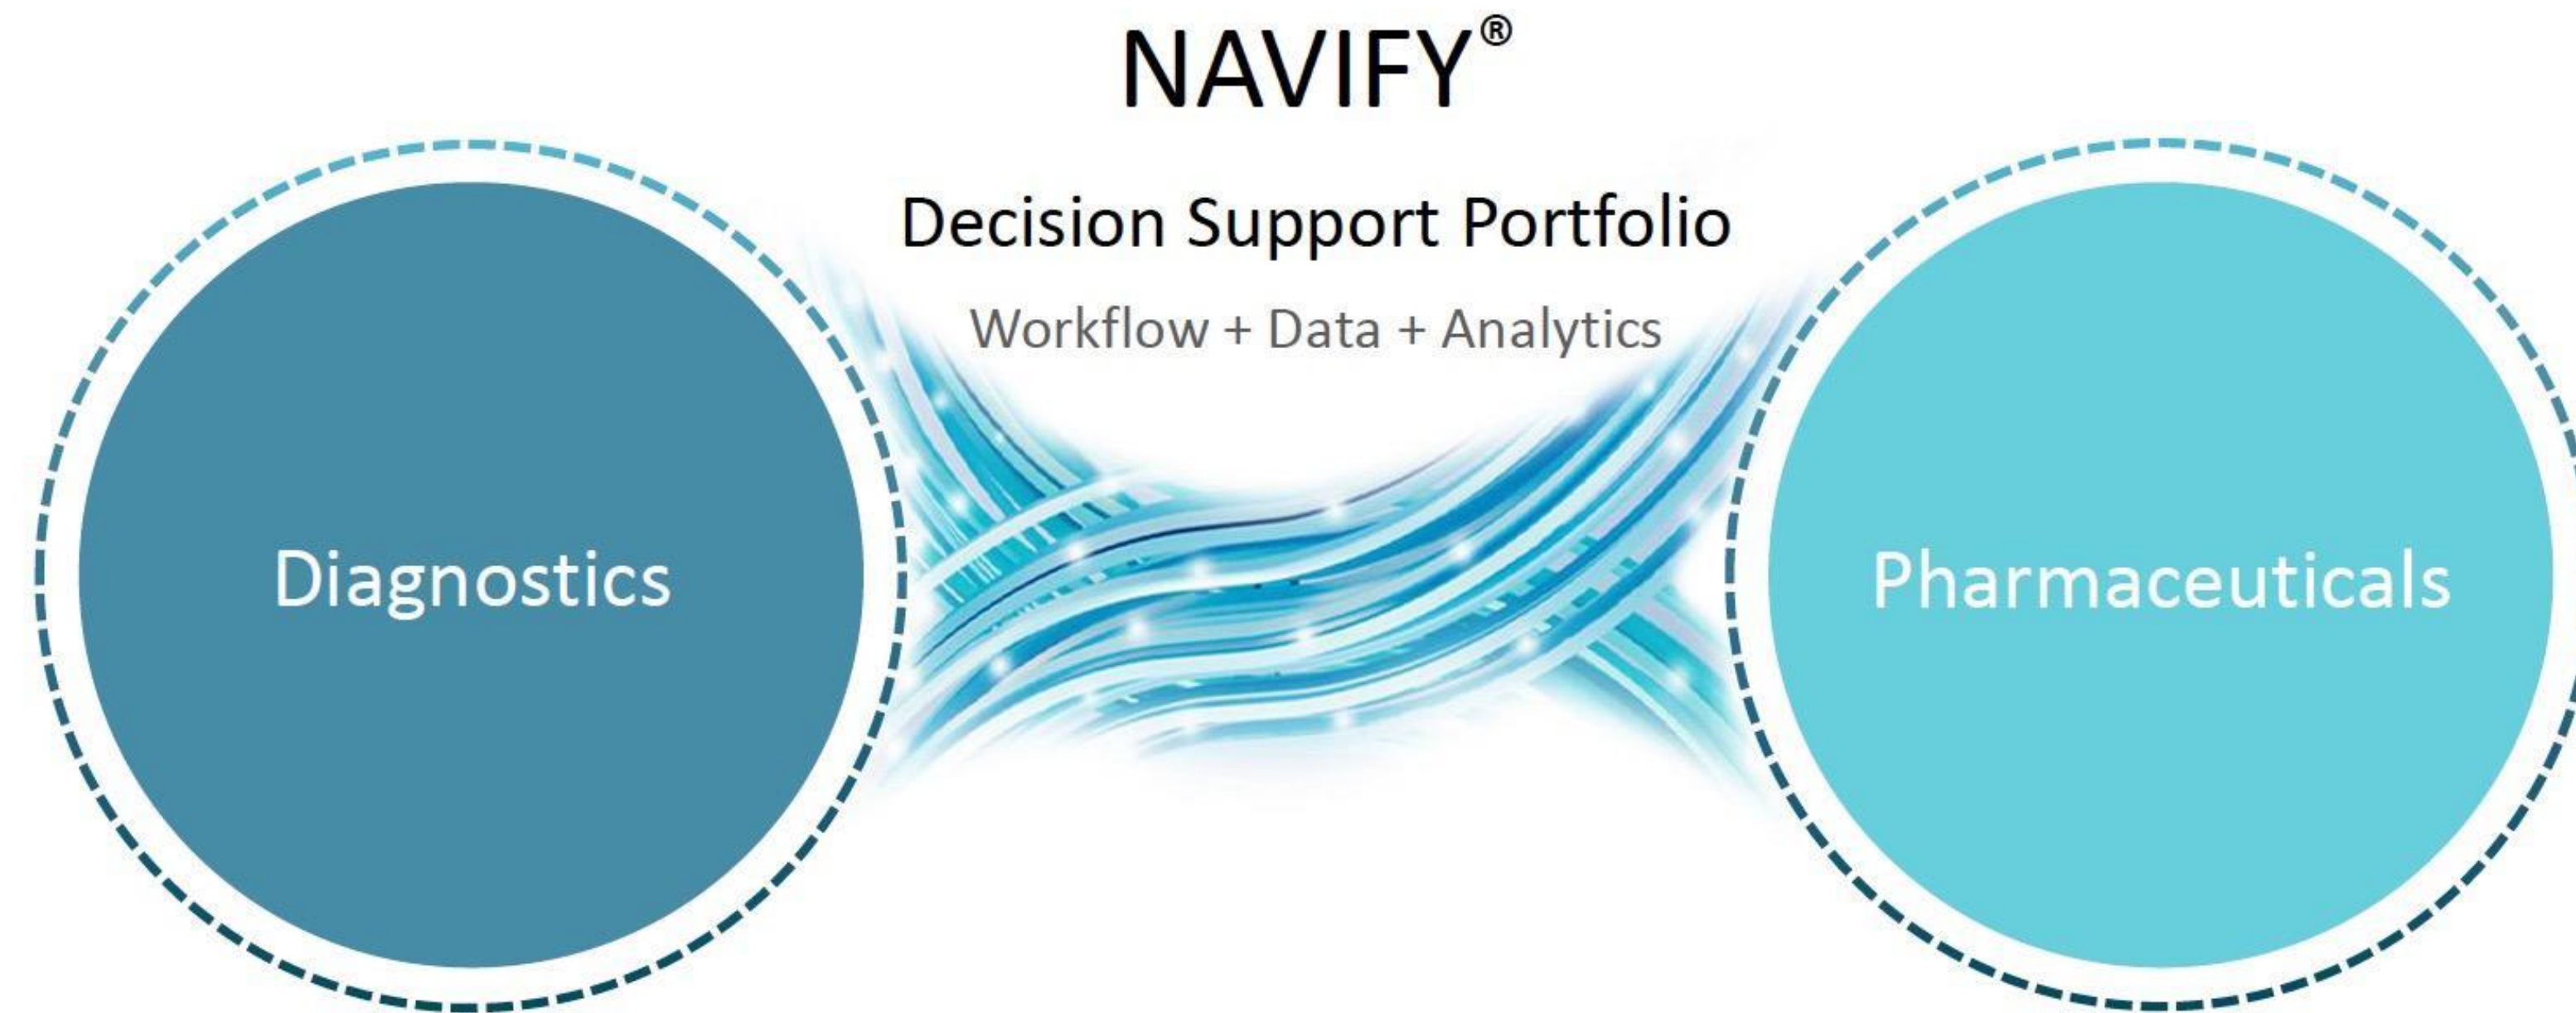 NAVIFY®
Decision Support Portfolio
Workflow + Data + Analytics
Diagnostics
Pharmaceuticals